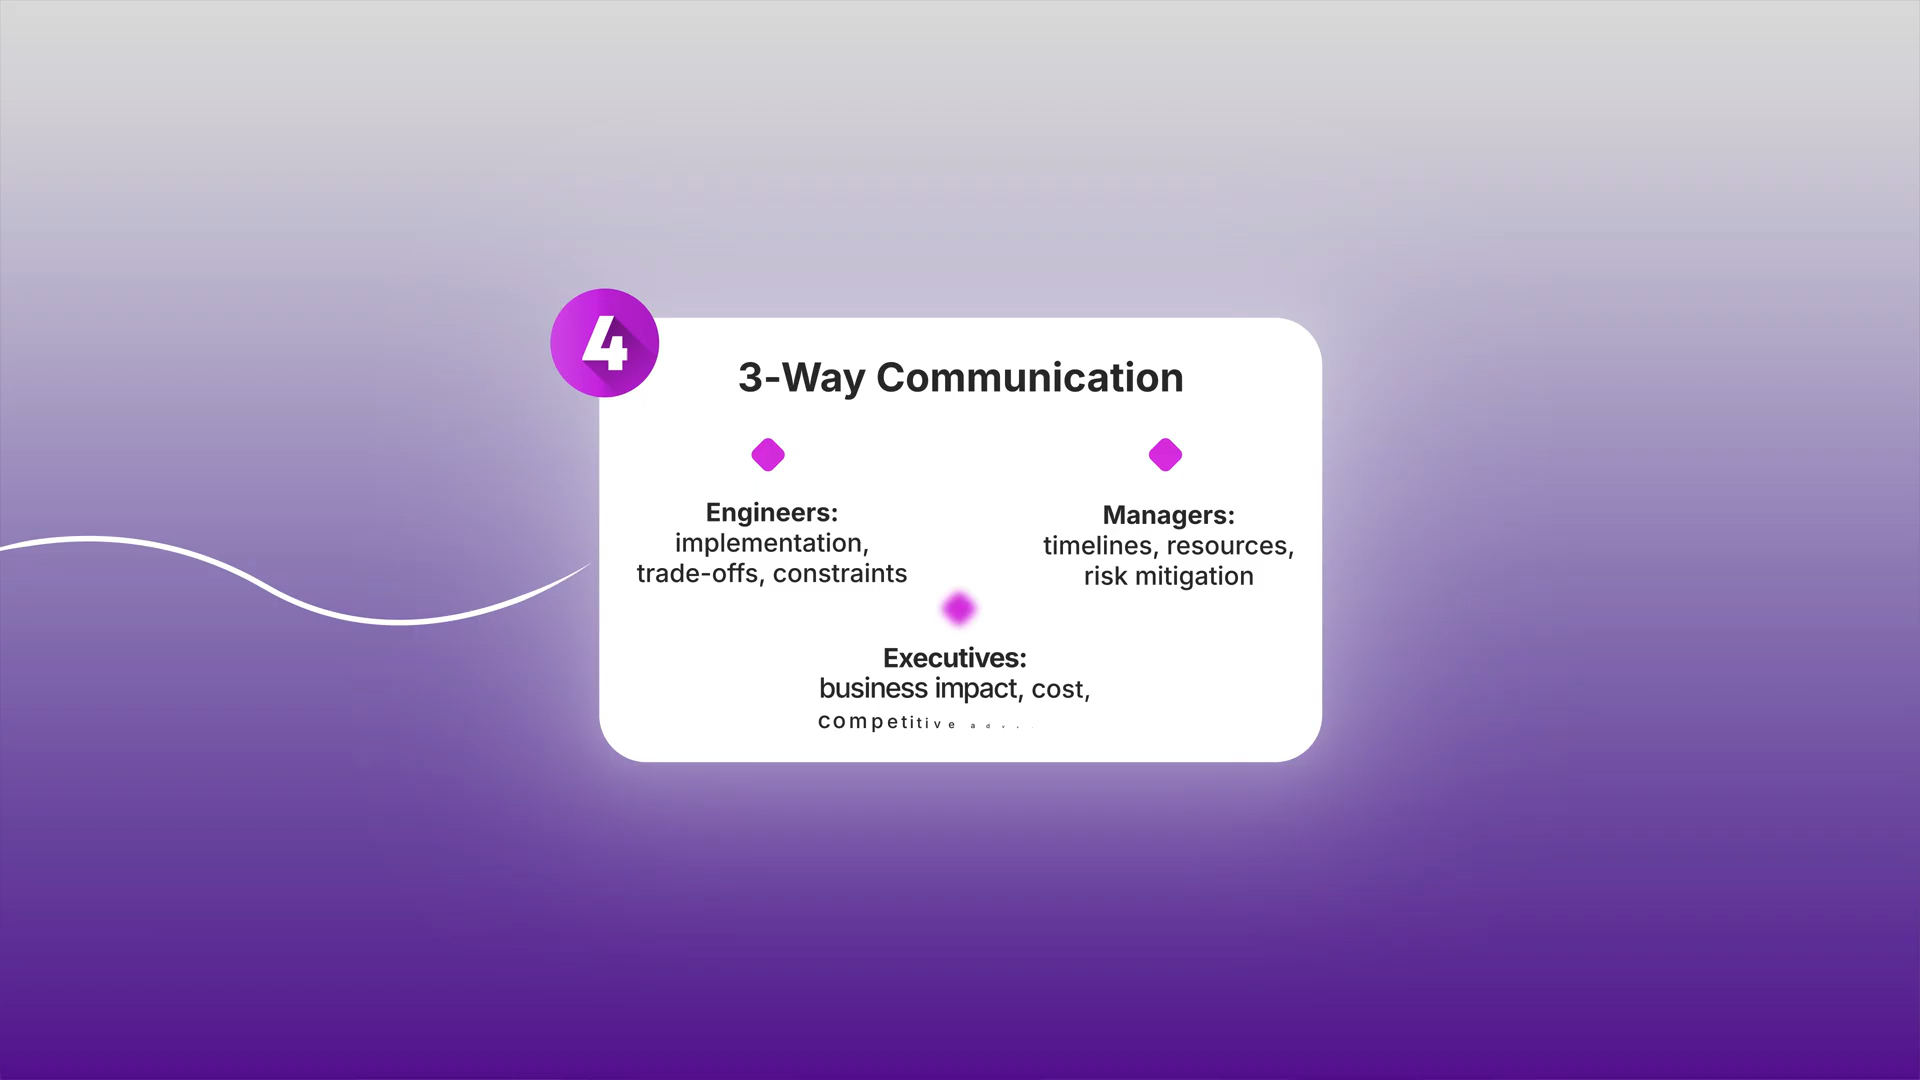 4
3-Way Communication
Engineers:
implementation,
trade-offs, constraints
Managers:
timelines, resources,
risk mitigation
Executives:
business impact, cost,
competitive